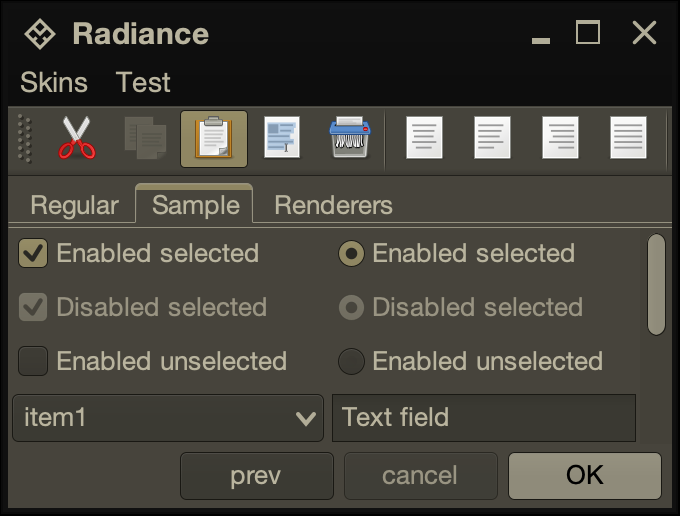 Radiance
Skins Test
Regular Sample Renderers
Enabled selected Enabled selected
Disabled selected Disabled selected
Enabled unselected Enabled unselected
item1 Text field
prev cancel OK